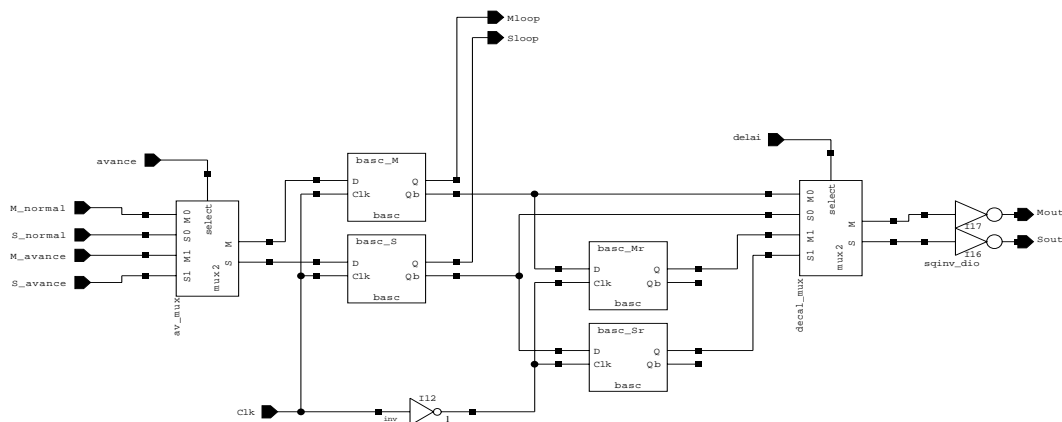 Mloop
Sloop
avance
delai
basc_M
D
Q
Clk
Qb
basc
M_normal
S_normal
M_avance
S_avance
M0
S0
M1
S1
select
mux2
M
S
av_mux
basc_S
D
Q
Clk
Qb
basc
basc_Mr
D
Q
Clk
Qb
basc
basc_Sr
D
Q
Clk
Qb
basc
M0
S0
M1
S1
select
mux2
M
S
decal_mux
I17
Mout
I16
Sout
sqinv_dio
Clk
I12
inv
1